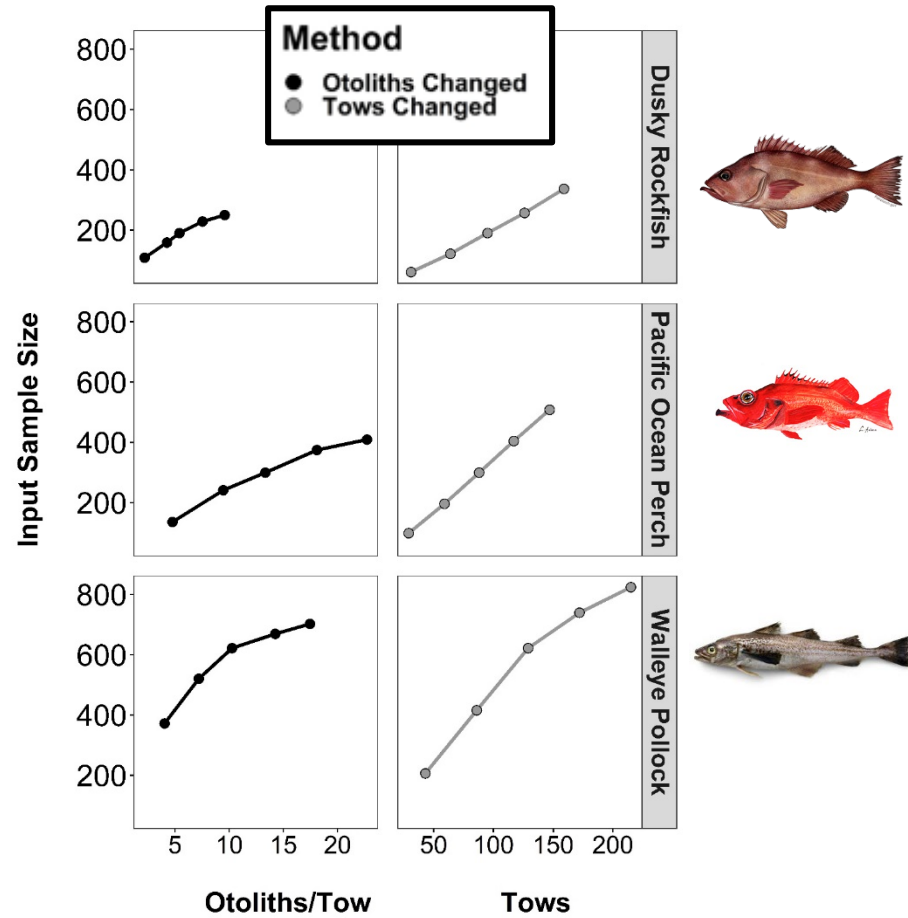 Method
Otoliths Changed
Tows Changed
800
600
400
200
Dusky Rockfish
800
600
400
200
Pacific Ocean Perch
800
600
400
200
Walleye Pollock
Input Sample Size
5 10 15 20
50 100 150 200
Otoliths/Tow
Tows